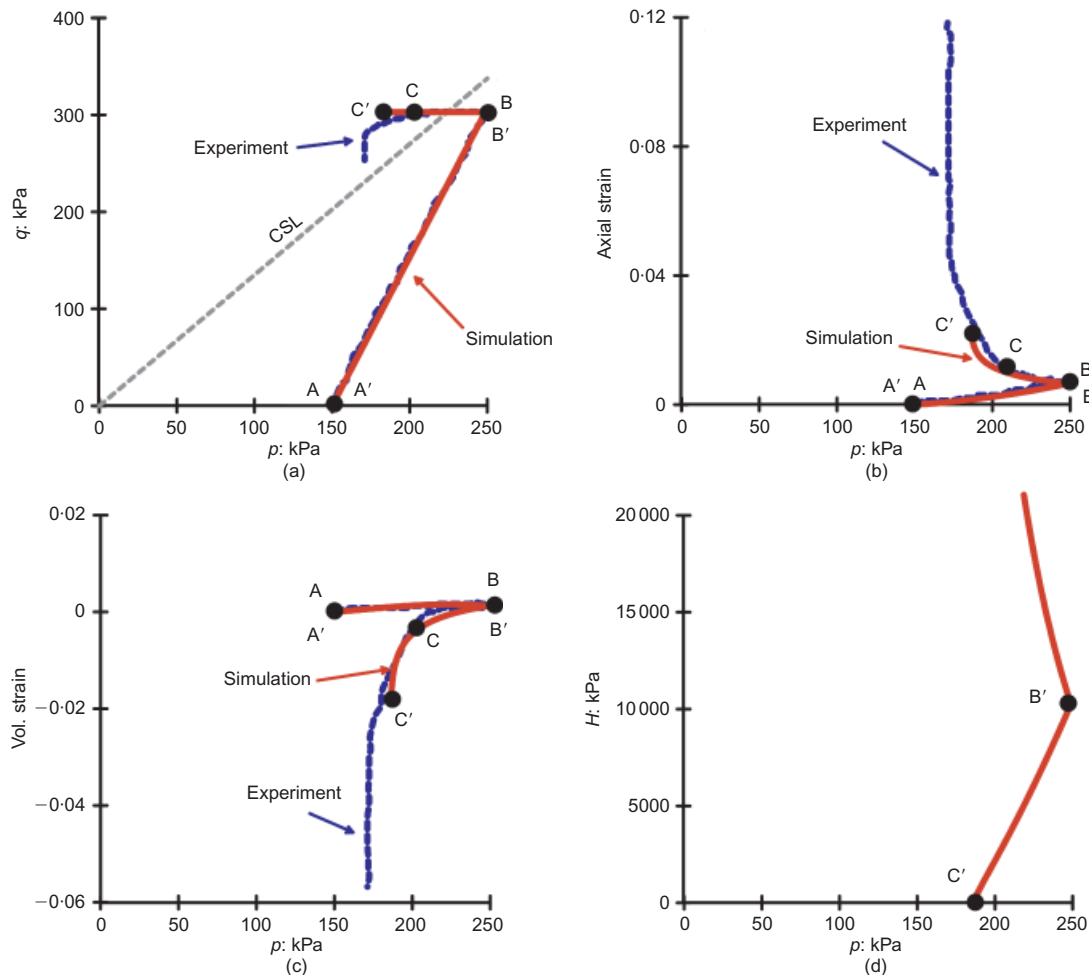 400
300
200
100
0
q: kPa
C′
C
B
B′
Experiment
CSL
Simulation
A
A′
0
50
100
150
200
250
p: kPa
(a)
0·12
0·08
0·04
0
Axial strain
Experiment
C′
Simulation
C
B
A′
A
0
50
100
150
200
250
p: kPa
(b)
0·02
0
−0·02
−0·04
−0·06
Vol. strain
A
B
A′
B′
C
Simulation
C′
Experiment
0
50
100
150
200
250
p: kPa
(c)
20 000
15 000
10 000
5000
0
H: kPa
B′
C′
0
50
100
150
200
250
p: kPa
(d)